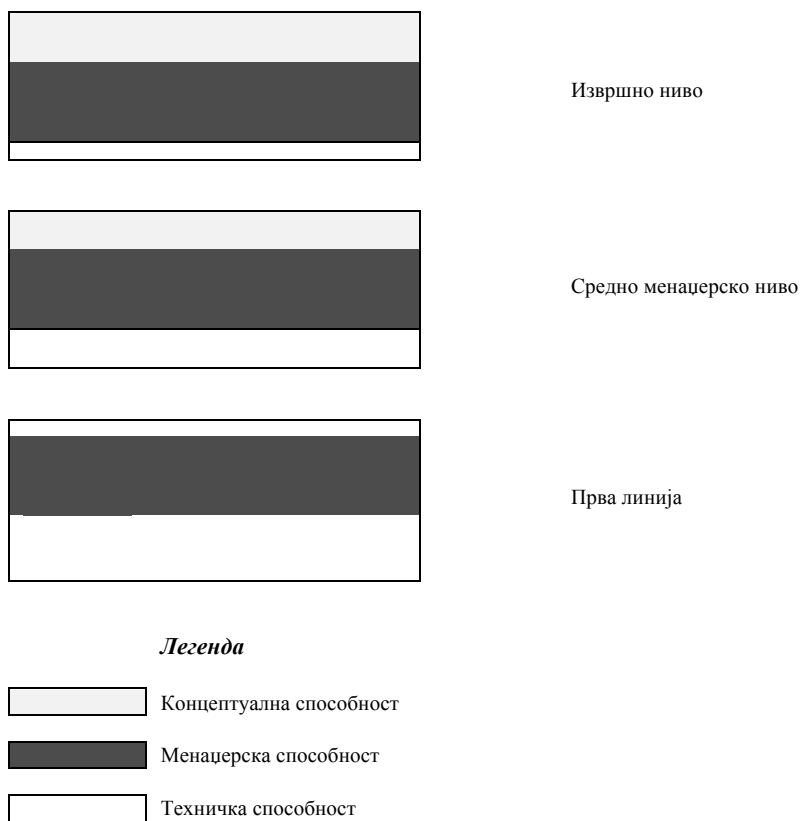 Извршно ниво
Средно менаџерско ниво
Прва линија
Легенда
Концептуална способност
Менаџерска способност
Техничка способност